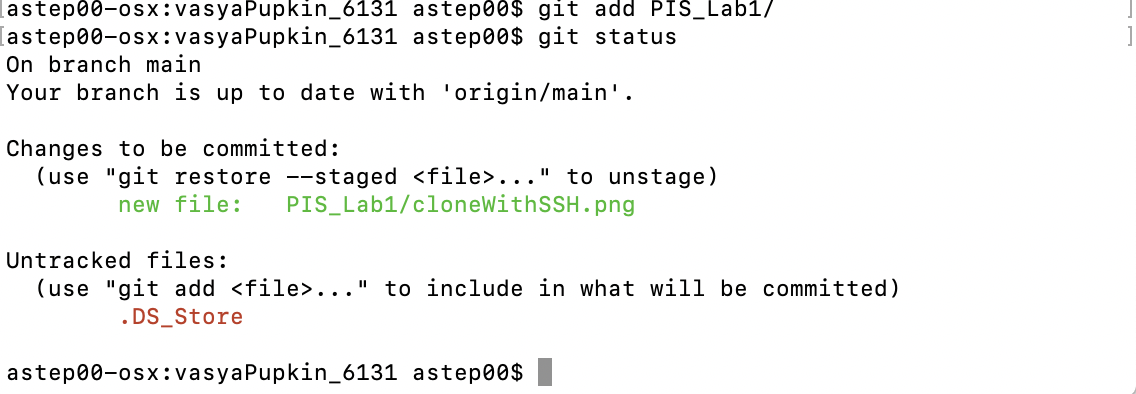 [astep00-osx:vasyaPupkin_6131 astep00$ git add PIS_Lab1/ ]
[astep00-osx:vasyaPupkin_6131 astep00$ git status ]
On branch main
Your branch is up to date with 'origin/main'.
Changes to be committed:
(use "git restore --staged <file>..." to unstage)
new file:   PIS_Lab1/cloneWithSSH.png
Untracked files:
(use "git add <file>..." to include in what will be committed)
.DS_Store
astep00-osx:vasyaPupkin_6131 astep00$